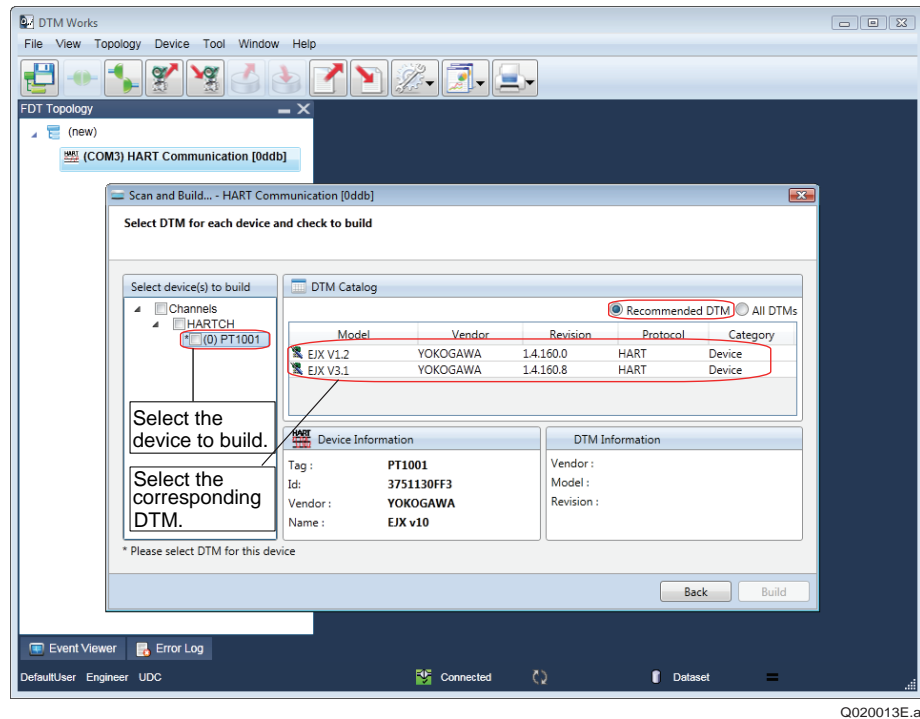 DTM Works
File View Topology Device Tool Window Help
FDT Topology
(new)
HART (COM3) HART Communication [0ddb]
Scan and Build... - HART Communication [0ddb]
Select DTM for each device and check to build
Select device(s) to build
Channels
HARTCH
*(0) PT1001
DTM Catalog
Recommended DTM All DTMs
Model Vendor Revision Protocol Category
EJX V1.2 YOKOGAWA 1.4.160.0 HART Device
EJX V3.1 YOKOGAWA 1.4.160.8 HART Device
Select the
device to build.
Select the
corresponding
DTM.
HART Device Information
Tag : PT1001
Id: 3751130FF3
Vendor : YOKOGAWA
Name : EJX v10
DTM Information
Vendor :
Model :
Revision :
* Please select DTM for this device
Back Build
Event Viewer Error Log
DefaultUser Engineer UDC Connected Dataset
Q020013E.a